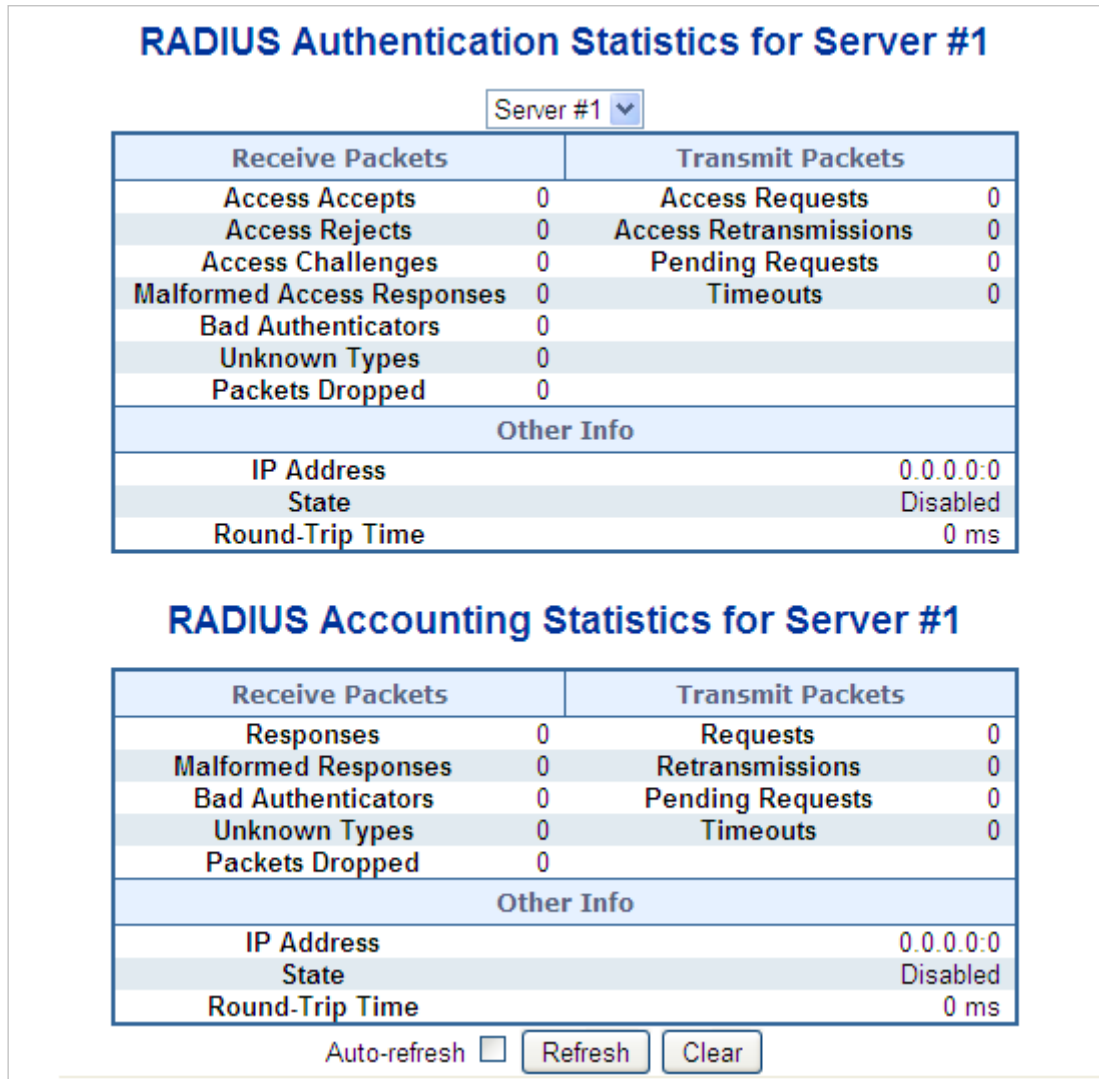 RADIUS Authentication Statistics for Server #1
Server #1
Receive Packets Transmit Packets
Access Accepts 0 Access Requests 0
Access Rejects 0 Access Retransmissions 0
Access Challenges 0 Pending Requests 0
Malformed Access Responses 0 Timeouts 0
Bad Authenticators 0
Unknown Types 0
Packets Dropped 0
Other Info
IP Address 0.0.0.0:0
State Disabled
Round-Trip Time 0 ms
RADIUS Accounting Statistics for Server #1
Receive Packets Transmit Packets
Responses 0 Requests 0
Malformed Responses 0 Retransmissions 0
Bad Authenticators 0 Pending Requests 0
Unknown Types 0 Timeouts 0
Packets Dropped 0
Other Info
IP Address 0.0.0.0:0
State Disabled
Round-Trip Time 0 ms
Auto-refresh Refresh Clear